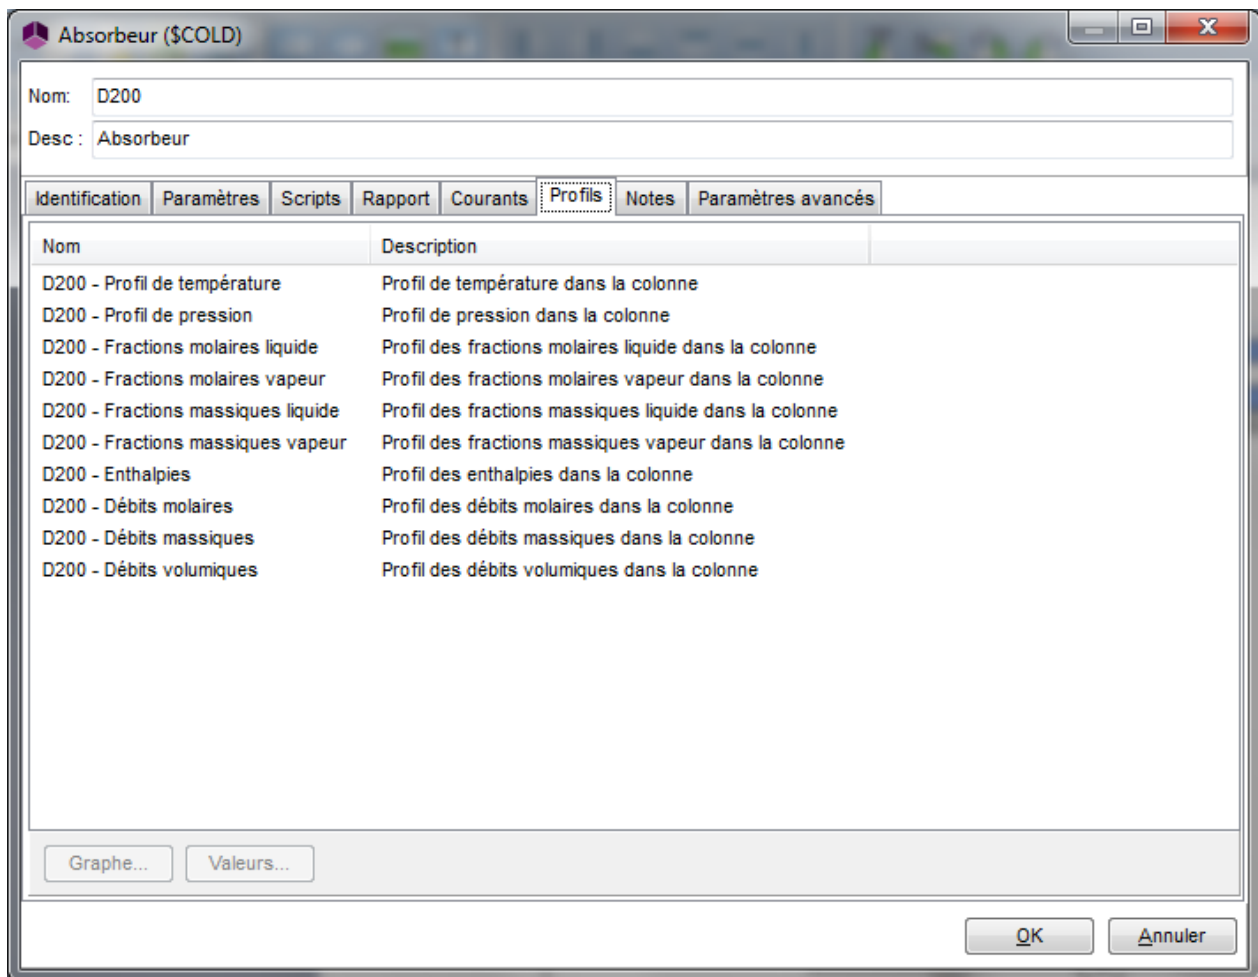 Absorbeur ($COLD)
Nom: D200
Desc : Absorbeur
Identification Paramètres Scripts Rapport Courants Profils Notes Paramètres avancés
Nom Description
D200 - Profil de température Profil de température dans la colonne
D200 - Profil de pression Profil de pression dans la colonne
D200 - Fractions molaires liquide Profil des fractions molaires liquide dans la colonne
D200 - Fractions molaires vapeur Profil des fractions molaires vapeur dans la colonne
D200 - Fractions massiques liquide Profil des fractions massiques liquide dans la colonne
D200 - Fractions massiques vapeur Profil des fractions massiques vapeur dans la colonne
D200 - Enthalpies Profil des enthalpies dans la colonne
D200 - Débits molaires Profil des débits molaires dans la colonne
D200 - Débits massiques Profil des débits massiques dans la colonne
D200 - Débits volumiques Profil des débits volumiques dans la colonne
Graphe... Valeurs...
OK Annuler